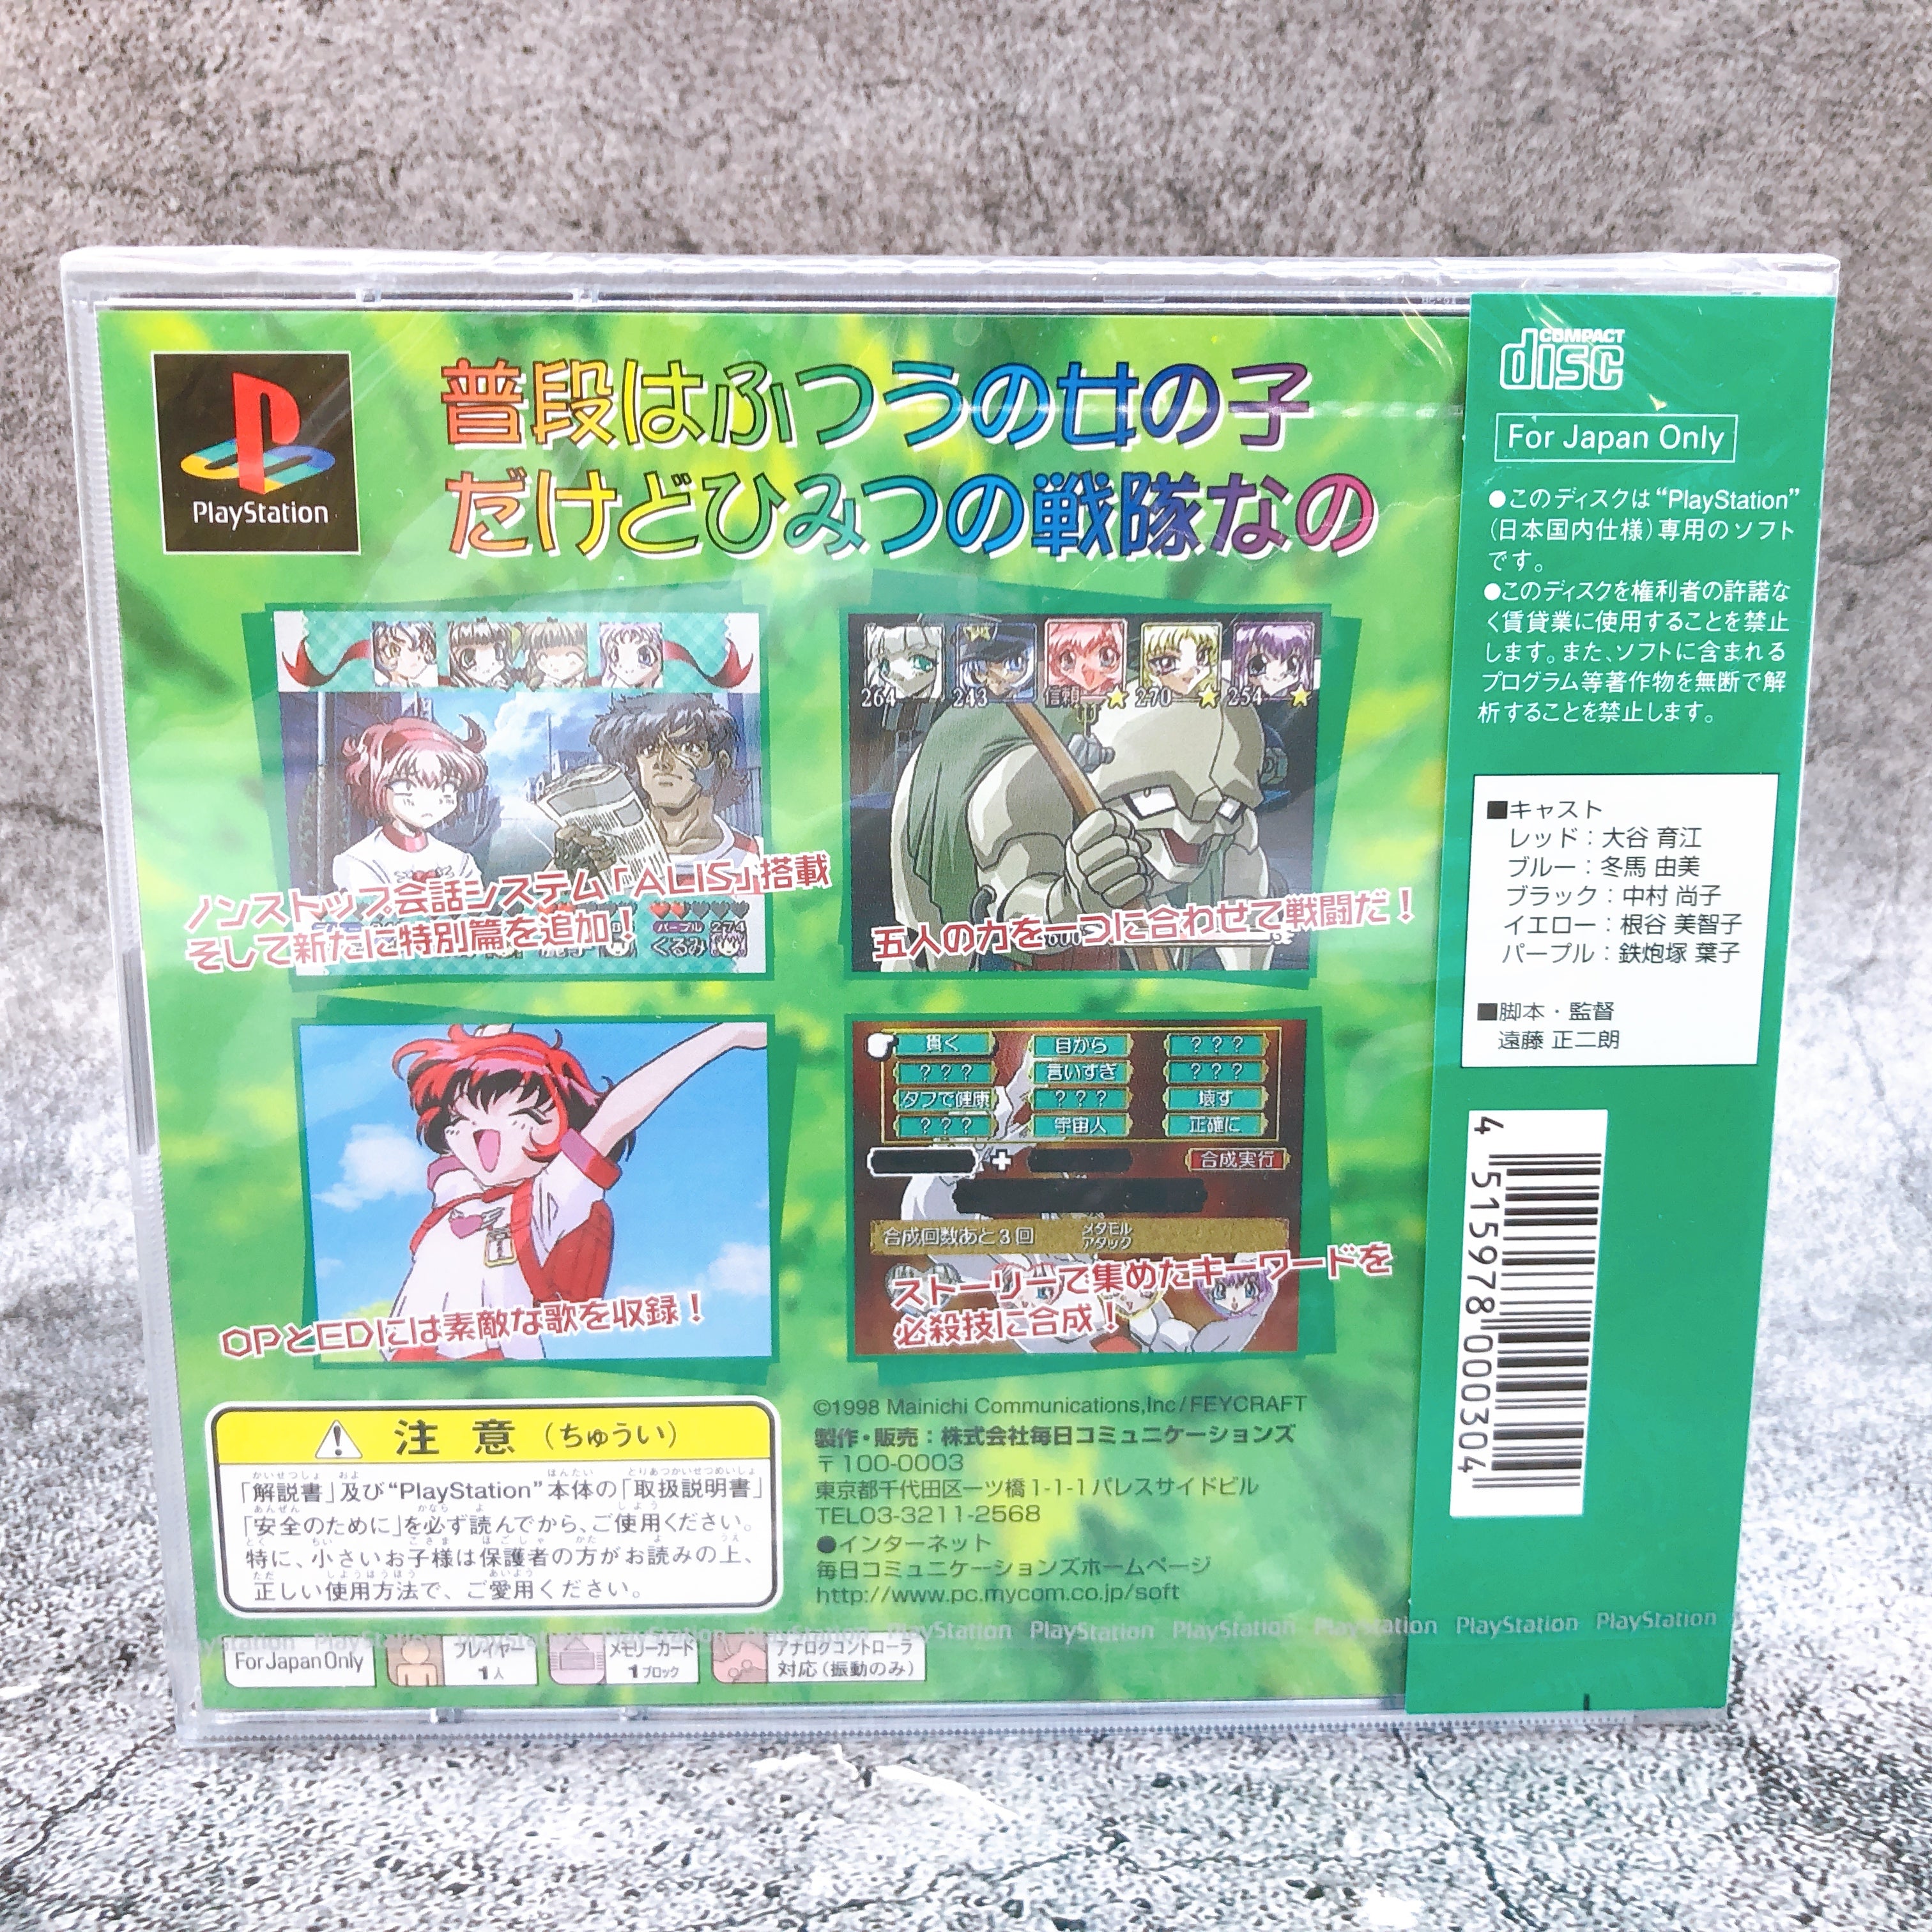 PlayStation
普段はふつうの女の子
だけどひみつの戦隊なの
264 243 信頼 270 254
ノンストップ会話システム「ALIS」搭載
そして新たに特別篇を追加!
パープル 274
くるみ
五人の力を一つに合わせて戦闘だ!
OPとEDには素敵な歌を収録!
貫く 目から ???
??? 言いすぎ ???
タフで健康 ??? 壊す
??? 宇宙人 正確に
+ 合成実行
合成回数あと3回 メタモル
アタック
ストーリーで集めたキーワードを
必殺技に合成!
注意(ちゅうい)
「解説書」及び“PlayStation”本体の「取扱説明書」
「安全のために」を必ず読んでから、ご使用ください。
特に、小さいお子様は保護者の方がお読みの上、
正しい使用方法で、ご愛用ください。
©1998 Mainichi Communications,Inc/FEYCRAFT
製作・販売:株式会社毎日コミュニケーションズ
〒100-0003
東京都千代田区一ツ橋1-1-1パレスサイドビル
TEL03-3211-2568
●インターネット
毎日コミュニケーションズホームページ
http://www.pc.mycom.co.jp/soft
PlayStation PlayStation PlayStation PlayStation PlayStation PlayStation PlayStation PlayStation PlayStation PlayStation
For Japan Only
プレイヤー
1人
メモリーカード
1ブロック
アナログコントローラ
対応(振動のみ)
COMPACT
disc
For Japan Only
●このディスクは“PlayStation”
(日本国内仕様)専用のソフト
です。
●このディスクを権利者の許諾な
く賃貸業に使用することを禁止
します。また、ソフトに含まれる
プログラム等著作物を無断で解
析することを禁止します。
■キャスト
レッド:大谷 育江
ブルー:冬馬 由美
ブラック:中村 尚子
イエロー:根谷 美智子
パープル:鉄炮塚 葉子
■脚本・監督
遠藤 正二朗
4 515978 000304